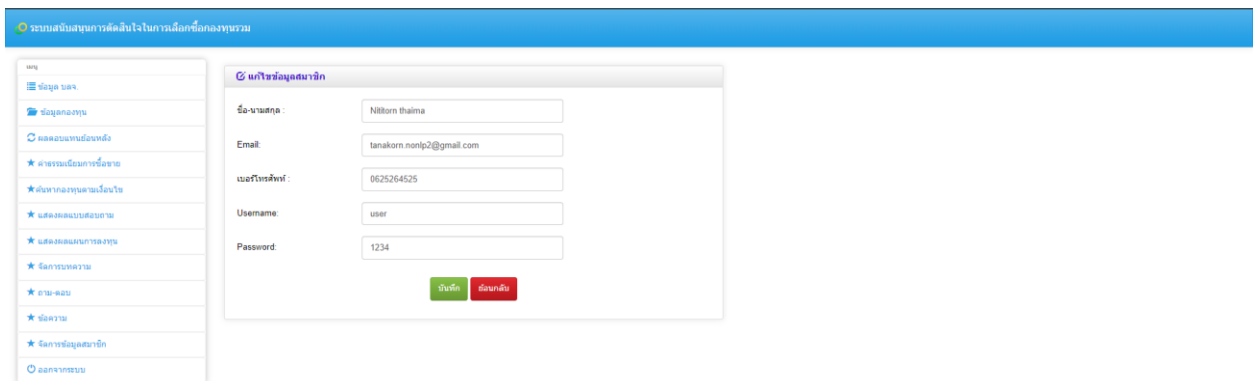 ระบบสนับสนุนการตัดสินใจในการเลือกซื้อกองทุนรวม
เมนู
ข้อมูล บลจ.
ข้อมูลกองทุน
ผลตอบแทนย้อนหลัง
ค่าธรรมเนียมการซื้อขาย
ค้นหากองทุนตามเงื่อนไข
แสดงผลแบบสอบถาม
แสดงผลแผนการลงทุน
จัดการบทความ
ถาม-ตอบ
ข้อความ
จัดการข้อมูลสมาชิก
ออกจากระบบ
แก้ไขข้อมูลสมาชิก
ชื่อ-นามสกุล : Nititorn thaima
Email: tanakorn.nonlp2@gmail.com
เบอร์โทรศัพท์ : 0625264525
Username: user
Password: 1234
บันทึก ย้อนกลับ